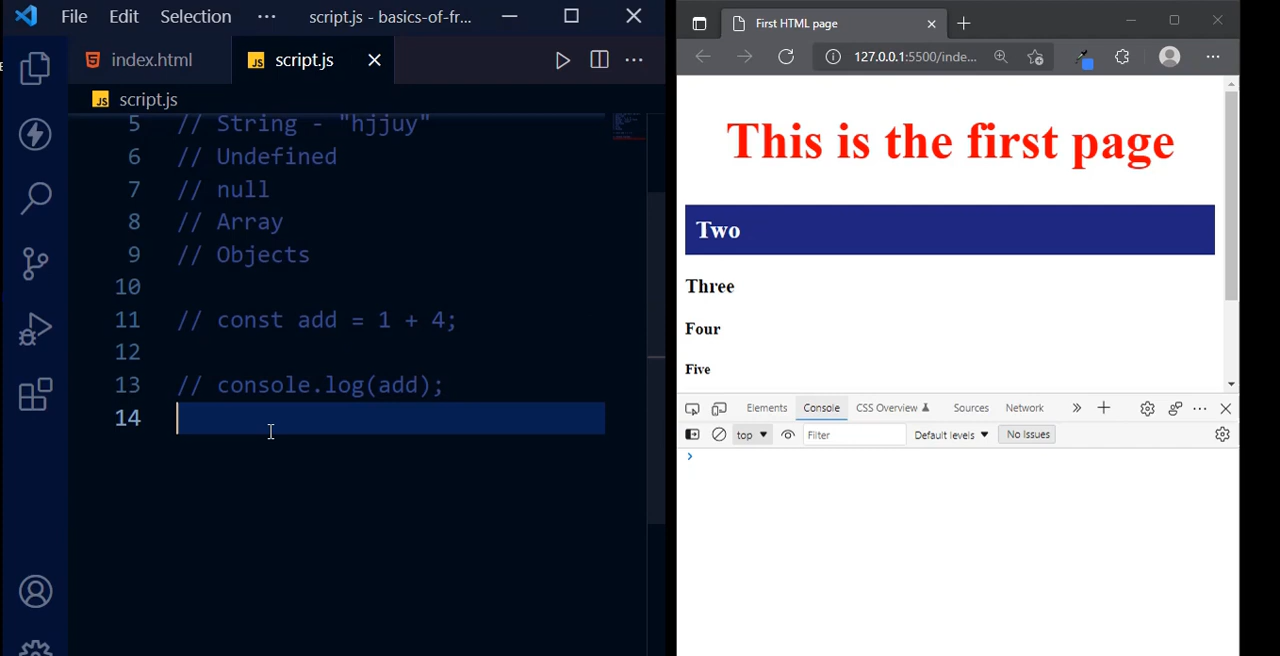 File Edit Selection ··· script.js - basics-of-fr...
index.html script.js
script.js
5 // String - "hjjuy"
6 // Undefined
7 // null
8 // Array
9 // Objects
10
11 // const add = 1 + 4;
12
13 // console.log(add);
14
First HTML page
127.0.0.1:5500/inde...
This is the first page
Two
Three
Four
Five
Elements Console CSS Overview Sources Network
top Filter Default levels No Issues